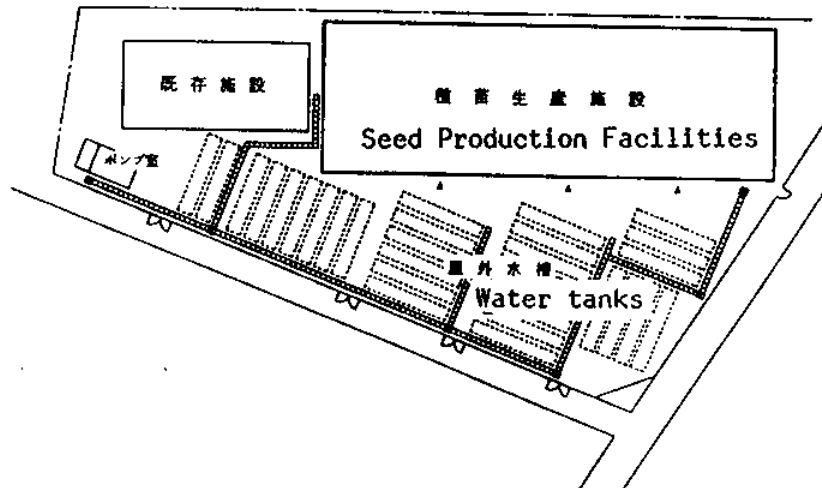 既存施設
種苗生産施設
Seed Production Facilities
ポンプ室
屋外水槽
Water tanks